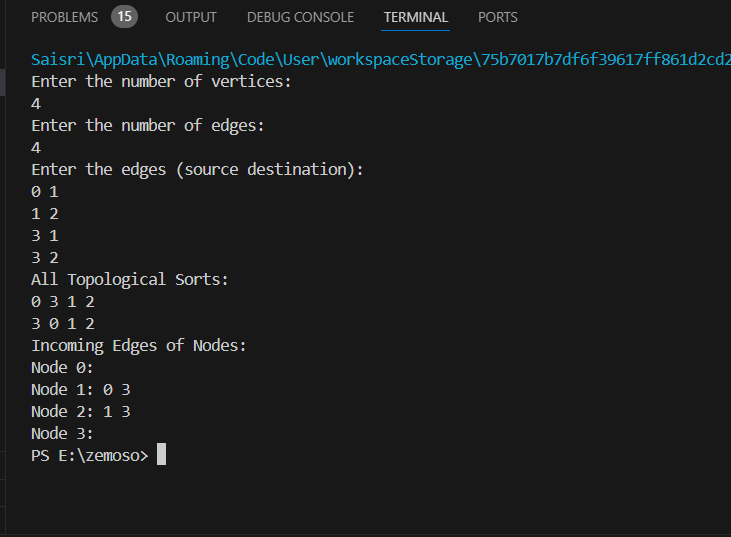 PROBLEMS 15 OUTPUT DEBUG CONSOLE TERMINAL PORTS
Saisri\AppData\Roaming\Code\User\workspaceStorage\75b7017b7df6f39617ff861d2cd2
Enter the number of vertices:
4
Enter the number of edges:
4
Enter the edges (source destination):
0 1
1 2
3 1
3 2
All Topological Sorts:
0 3 1 2
3 0 1 2
Incoming Edges of Nodes:
Node 0:
Node 1: 0 3
Node 2: 1 3
Node 3:
PS E:\zemoso>